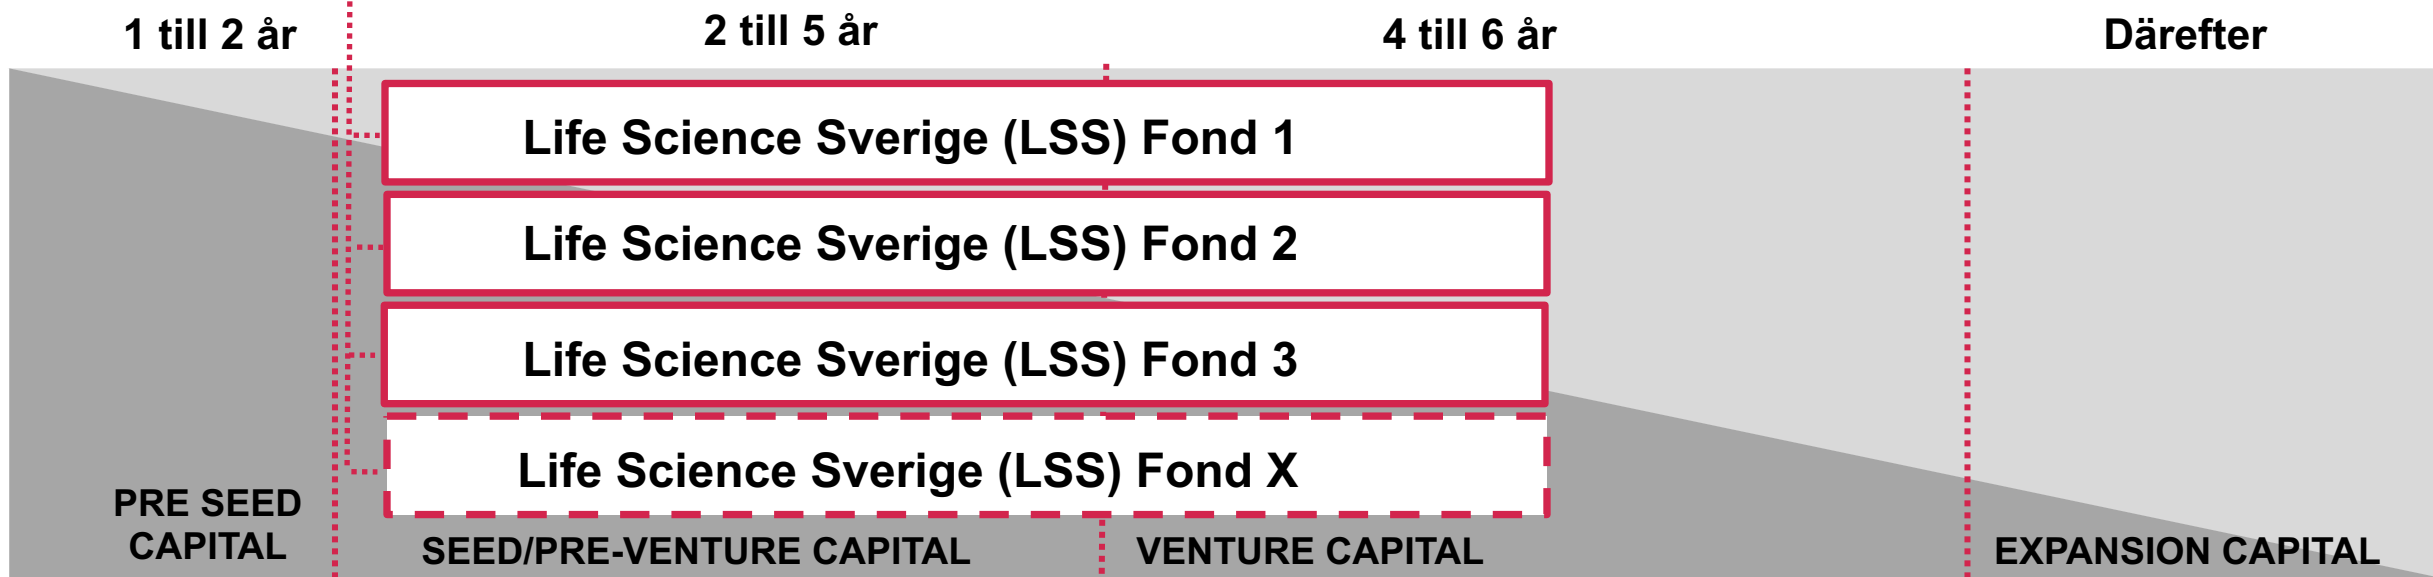 1 till 2 år
2 till 5 år
4 till 6 år
Därefter
Life Science Sverige (LSS) Fond 1
Life Science Sverige (LSS) Fond 2
Life Science Sverige (LSS) Fond 3
Life Science Sverige (LSS) Fond X
PRE SEED
CAPITAL
SEED/PRE-VENTURE CAPITAL
VENTURE CAPITAL
EXPANSION CAPITAL